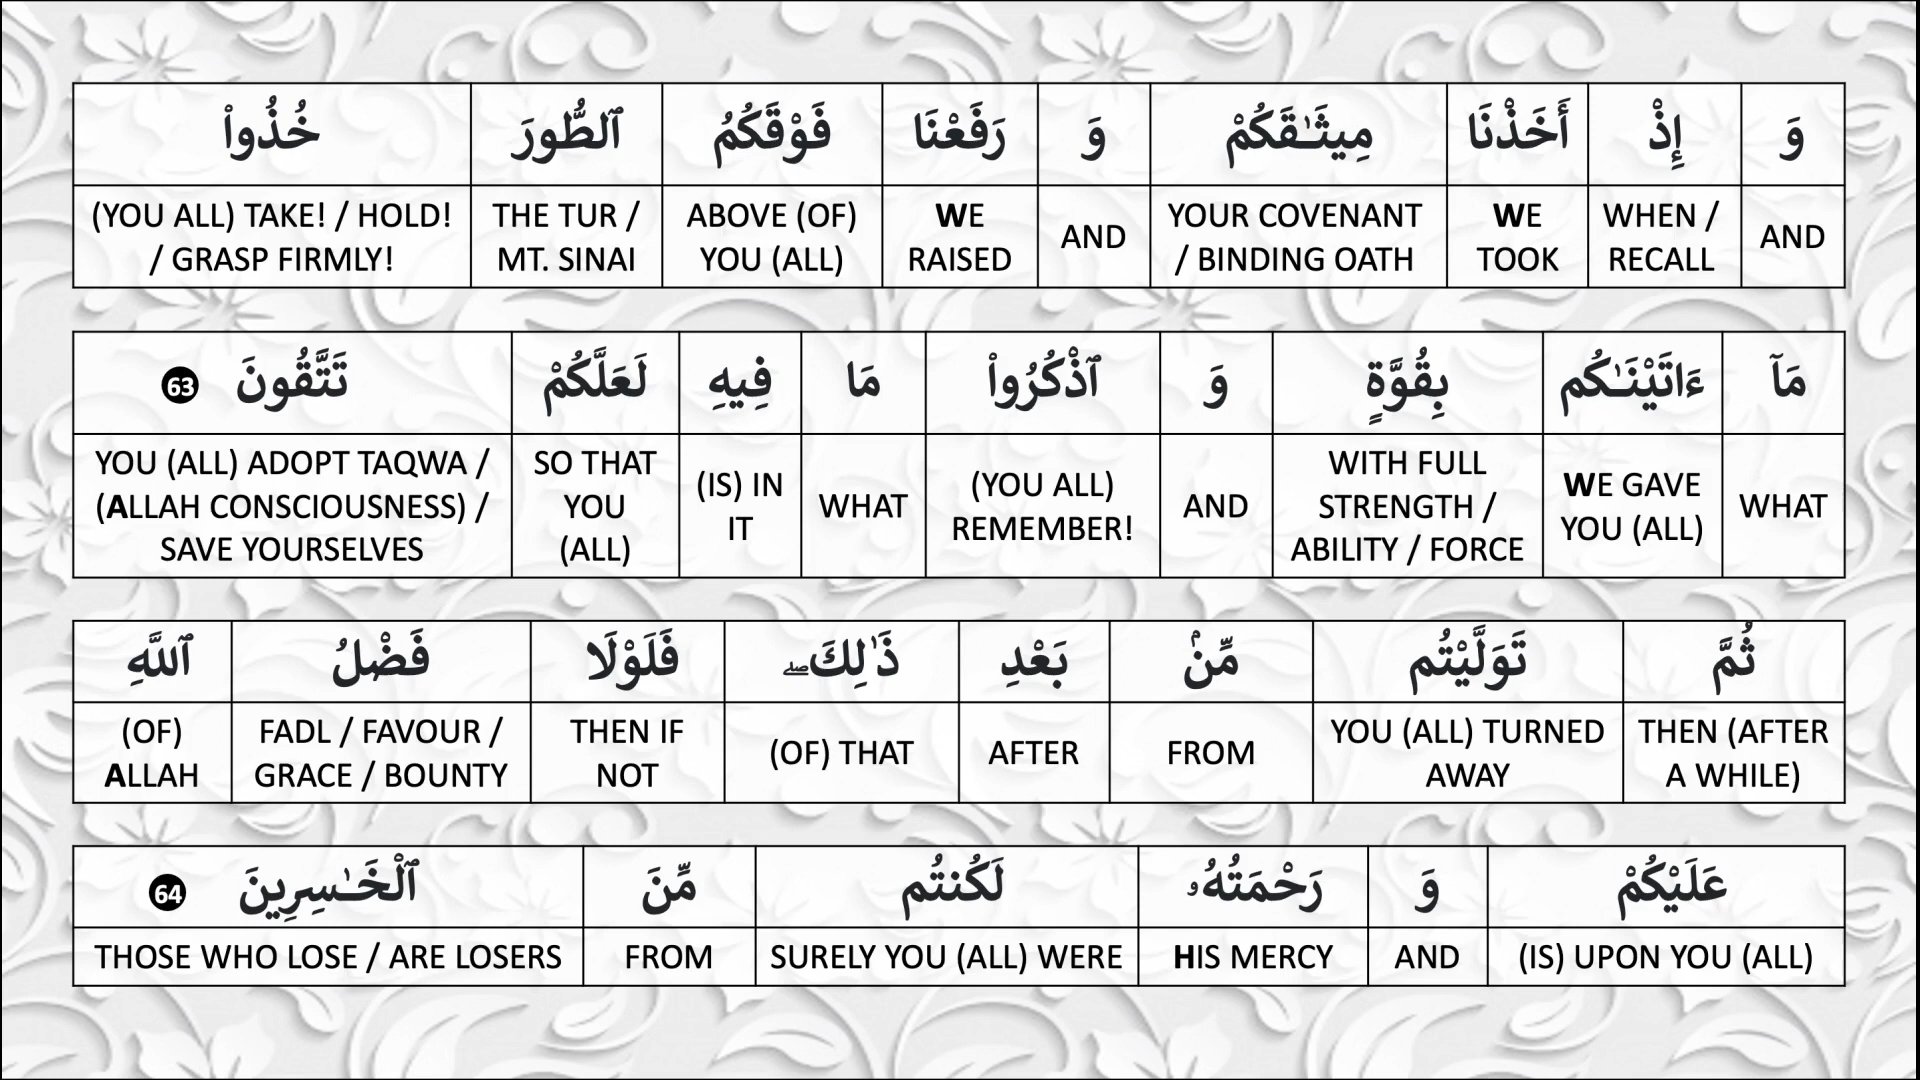 وَ إِذْ أَخَذْنَا مِيثَـٰقَكُمْ وَ رَفَعْنَا فَوْقَكُمُ ٱلطُّورَ خُذُوا۟
AND WHEN / RECALL WE TOOK YOUR COVENANT / BINDING OATH AND WE RAISED ABOVE (OF) YOU (ALL) THE TUR / MT. SINAI (YOU ALL) TAKE! / HOLD! / GRASP FIRMLY!
مَآ ءَاتَيْنَـٰكُم بِقُوَّةٍ وَ ٱذْكُرُوا۟ مَا فِيهِ لَعَلَّكُمْ تَتَّقُونَ 63
WHAT WE GAVE YOU (ALL) WITH FULL STRENGTH / ABILITY / FORCE AND (YOU ALL) REMEMBER! WHAT (IS) IN IT SO THAT YOU (ALL) YOU (ALL) ADOPT TAQWA / (ALLAH CONSCIOUSNESS) / SAVE YOURSELVES
ثُمَّ تَوَلَّيْتُم مِّنۢ بَعْدِ ذَٰلِكَ ۖ فَلَوْلَا فَضْلُ ٱللَّهِ
THEN (AFTER A WHILE) YOU (ALL) TURNED AWAY FROM AFTER (OF) THAT THEN IF NOT FADL / FAVOUR / GRACE / BOUNTY (OF) ALLAH
عَلَيْكُمْ وَ رَحْمَتُهُۥ لَكُنتُم مِّنَ ٱلْخَـٰسِرِينَ 64
(IS) UPON YOU (ALL) AND HIS MERCY SURELY YOU (ALL) WERE FROM THOSE WHO LOSE / ARE LOSERS